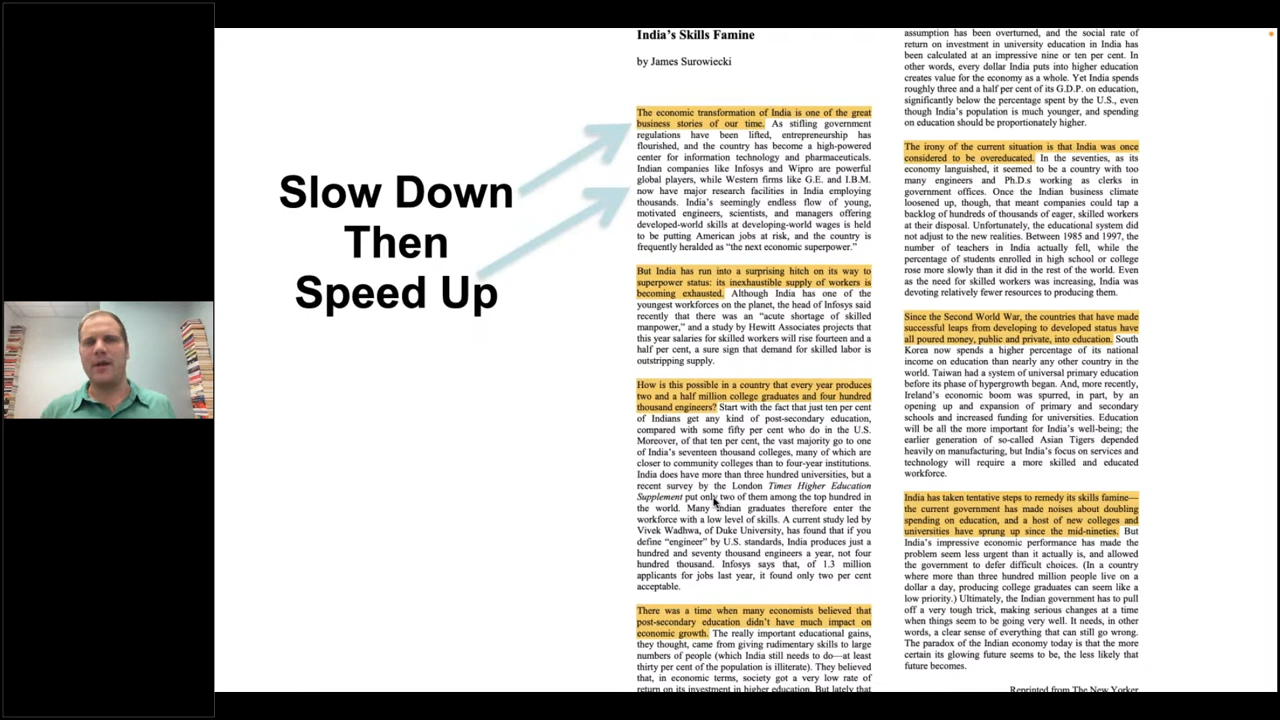 Slow Down
Then
Speed Up
India's Skills Famine
by James Surowiecki
The economic transformation of India is one of the great
business stories of our time. As stifling government
regulations have been lifted, entrepreneurship has
flourished, and the country has become a high-powered
center for information technology and pharmaceuticals.
Indian companies like Infosys and Wipro are powerful
global players, while Western firms like G.E. and I.B.M.
now have major research facilities in India employing
thousands. India's seemingly endless flow of young,
motivated engineers, scientists, and managers offering
developed-world skills at developing-world wages is held
to be putting American jobs at risk, and the country is
frequently heralded as “the next economic superpower.”
But India has run into a surprising hitch on its way to
superpower status: its inexhaustible supply of workers is
becoming exhausted. Although India has one of the
youngest workforces on the planet, the head of Infosys said
recently that there was an “acute shortage of skilled
manpower,” and a study by Hewitt Associates projects that
this year salaries for skilled workers will rise fourteen and a
half per cent, a sure sign that demand for skilled labor is
outstripping supply.
How is this possible in a country that every year produces
two and a half million college graduates and four hundred
thousand engineers? Start with the fact that just ten per cent
of Indians get any kind of post-secondary education,
compared with some fifty per cent who do in the U.S.
Moreover, of that ten per cent, the vast majority go to one
of India's seventeen thousand colleges, many of which are
closer to community colleges than to four-year institutions.
India does have more than three hundred universities, but a
recent survey by the London Times Higher Education
Supplement put only two of them among the top hundred in
the world. Many Indian graduates therefore enter the
workforce with a low level of skills. A current study led by
Vivek Wadhwa, of Duke University, has found that if you
define “engineer” by U.S. standards, India produces just a
hundred and seventy thousand engineers a year, not four
hundred thousand. Infosys says that, of 1.3 million
applicants for jobs last year, it found only two per cent
acceptable.
There was a time when many economists believed that
post-secondary education didn't have much impact on
economic growth. The really important educational gains,
they thought, came from giving rudimentary skills to large
numbers of people (which India still needs to do—at least
thirty per cent of the population is illiterate). They believed
that, in economic terms, society got a very low rate of
return on its investment in higher education. But lately that
assumption has been overturned, and the social rate of
return on investment in university education in India has
been calculated at an impressive nine or ten per cent. In
other words, every dollar India puts into higher education
creates value for the economy as a whole. Yet India spends
roughly three and a half per cent of its G.D.P. on education,
significantly below the percentage spent by the U.S., even
though India's population is much younger, and spending
on education should be proportionately higher.
The irony of the current situation is that India was once
considered to be overeducated. In the seventies, as its
economy languished, it seemed to be a country with too
many engineers and Ph.D.s working as clerks in
government offices. Once the Indian business climate
loosened up, though, that meant companies could tap a
backlog of hundreds of thousands of eager, skilled workers
at their disposal. Unfortunately, the educational system did
not adjust to the new realities. Between 1985 and 1997, the
number of teachers in India actually fell, while the
percentage of students enrolled in high school or college
rose more slowly than it did in the rest of the world. Even
as the need for skilled workers was increasing, India was
devoting relatively fewer resources to producing them.
Since the Second World War, the countries that have made
successful leaps from developing to developed status have
all poured money, public and private, into education. South
Korea now spends a higher percentage of its national
income on education than nearly any other country in the
world. Taiwan had a system of universal primary education
before its phase of hypergrowth began. And, more recently,
Ireland's economic boom was spurred, in part, by an
opening up and expansion of primary and secondary
schools and increased funding for universities. Education
will be all the more important for India's well-being; the
earlier generation of so-called Asian Tigers depended
heavily on manufacturing, but India's focus on services and
technology will require a more skilled and educated
workforce.
India has taken tentative steps to remedy its skills famine—
the current government has made noises about doubling
spending on education, and a host of new colleges and
universities have sprung up since the mid-nineties. But
India's impressive economic performance has made the
problem seem less urgent than it actually is, and allowed
the government to defer difficult choices. (In a country
where more than three hundred million people live on a
dollar a day, producing college graduates can seem like a
low priority.) Ultimately, the Indian government has to pull
off a very tough trick, making serious changes at a time
when things seem to be going very well. It needs, in other
words, a clear sense of everything that can still go wrong.
The paradox of the Indian economy today is that the more
certain its glowing future seems to be, the less likely that
future becomes.
Reprinted from The New Yorker